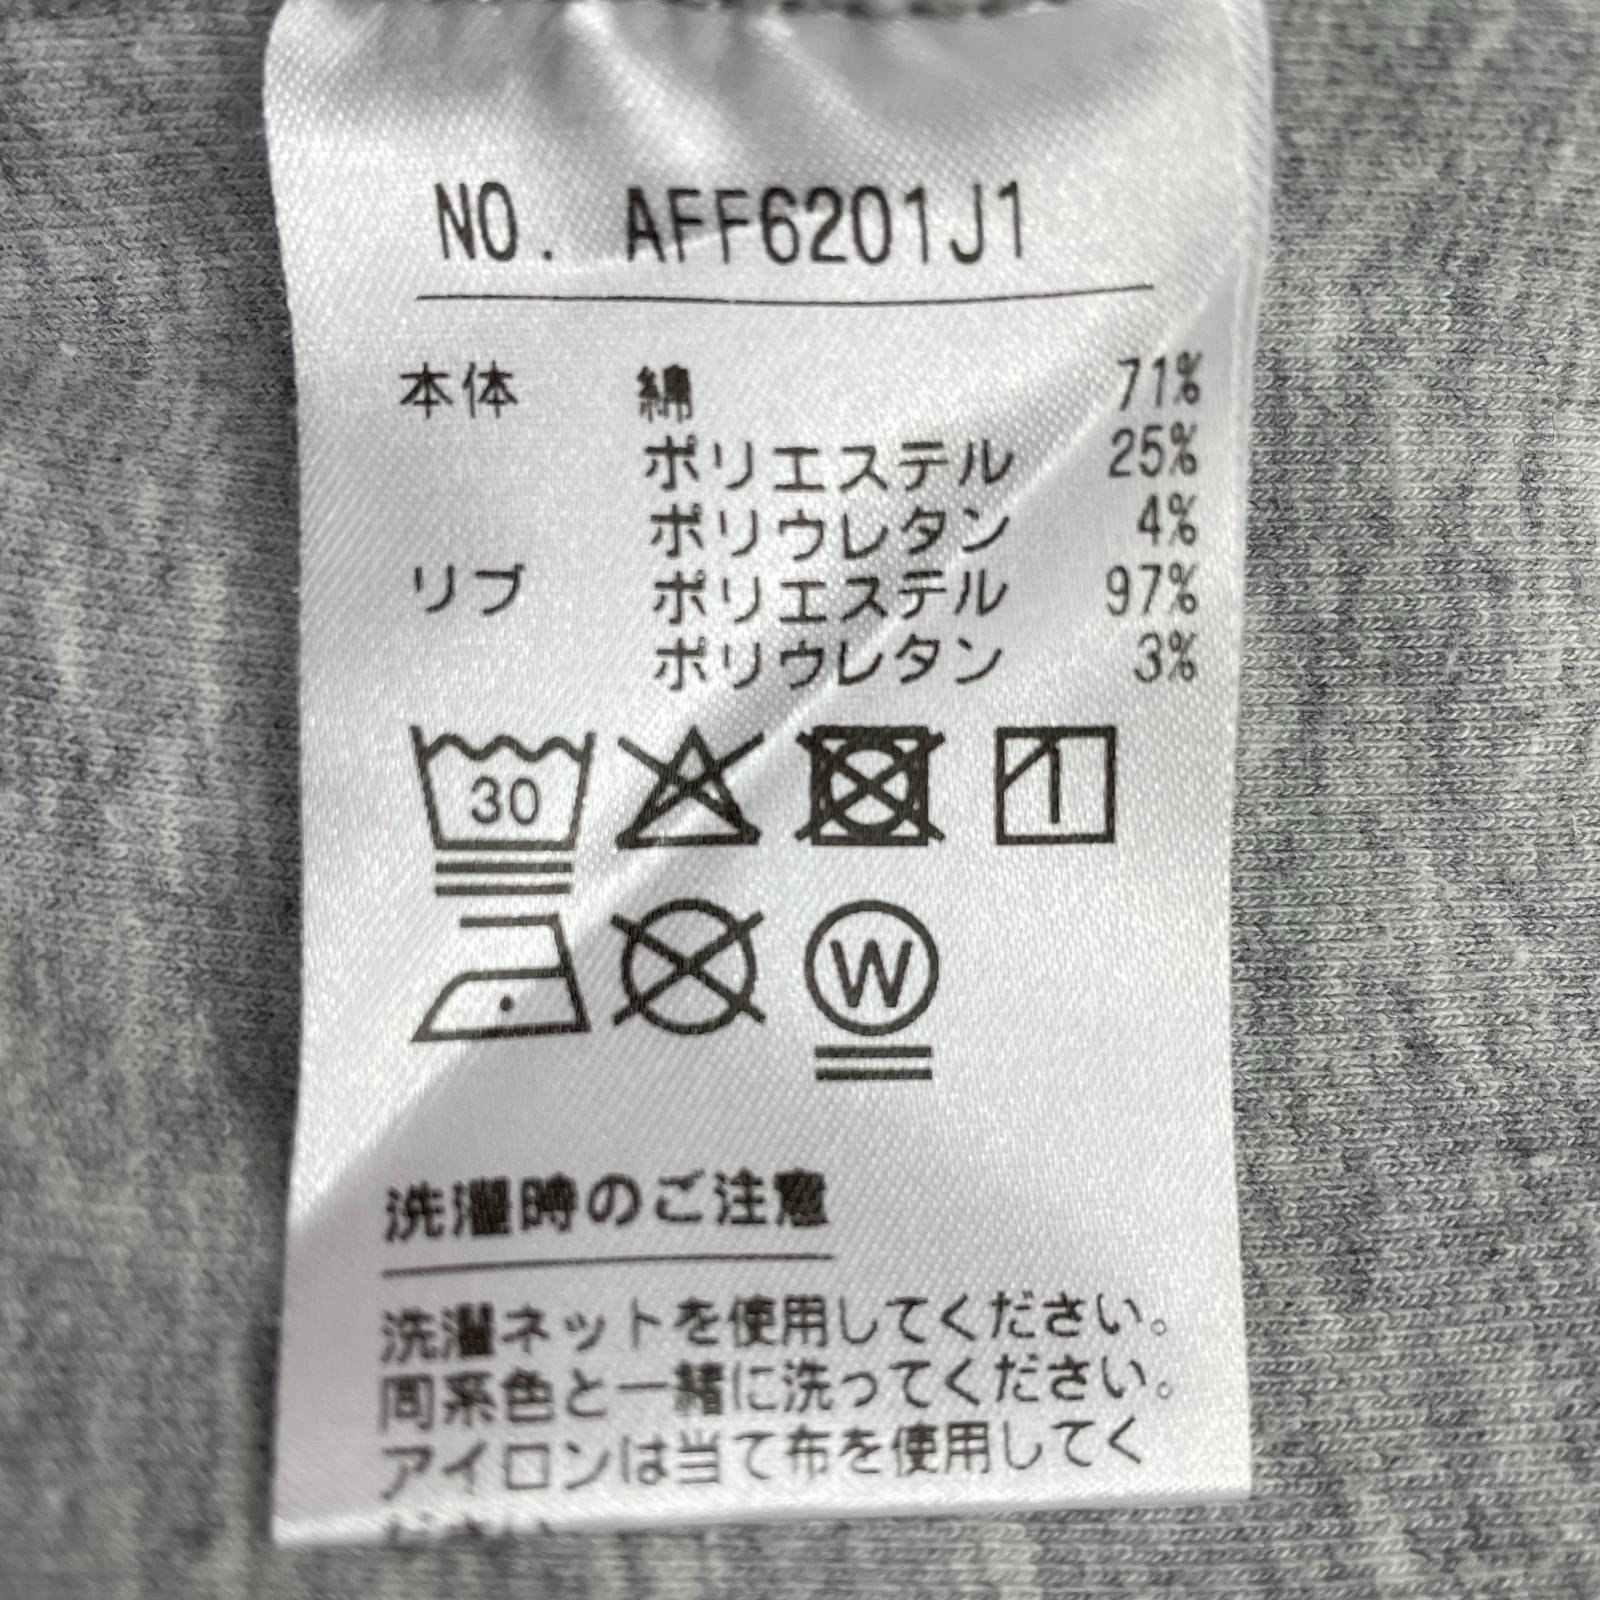 NO. AFF6201J1
本体 綿 71%
ポリエステル 25%
ポリウレタン 4%
リブ ポリエステル 97%
ポリウレタン 3%
30
1
W
洗濯時のご注意
洗濯ネットを使用してください。
同系色と一緒に洗ってください。
アイロンは当て布を使用してく